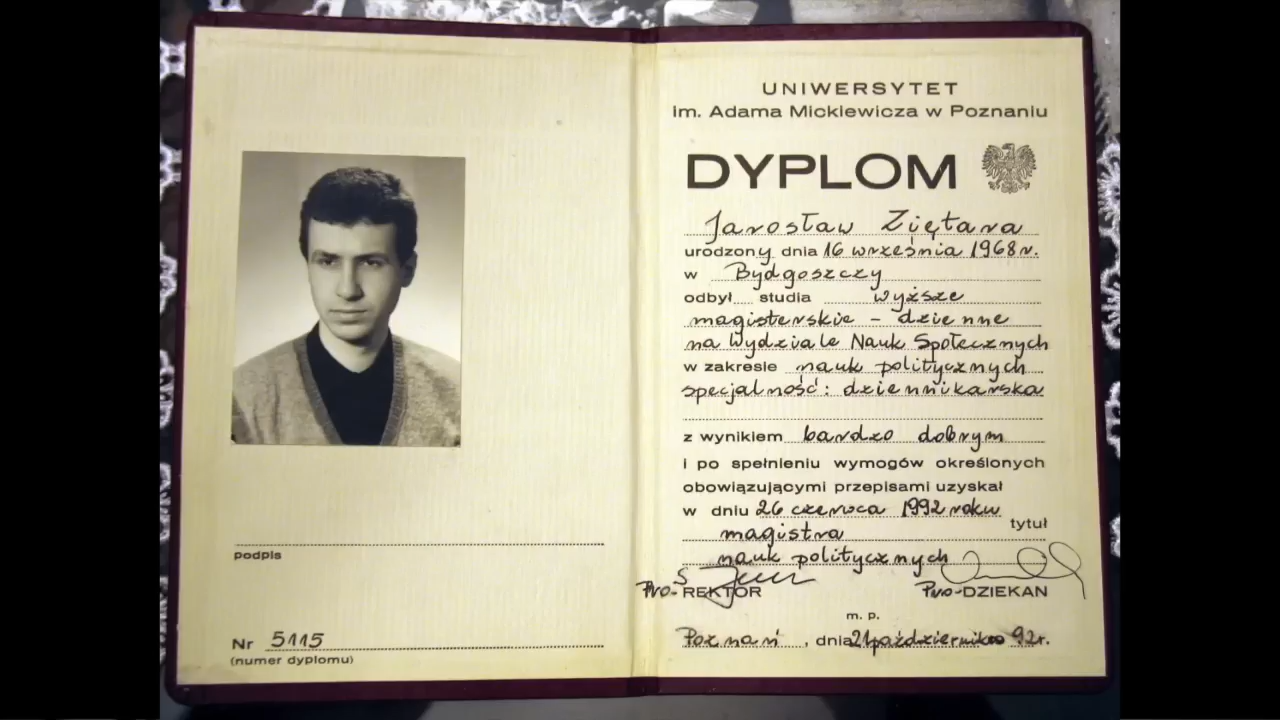 podpis
Nr 5115
(numer dyplomu)
UNIWERSYTET
im. Adama Mickiewicza w Poznaniu
DYPLOM
Jarosław Ziętara
urodzony dnia 16 września 1968 r.
w Bydgoszczy
odbył studia wyższe
magisterskie - dzienne
na Wydziale Nauk Społecznych
w zakresie nauk politycznych
specjalność: dziennikarska
z wynikiem bardzo dobrym
i po spełnieniu wymogów określonych
obowiązującymi przepisami uzyskał
w dniu 26 czerwca 1992 roku tytuł
magistra
nauk politycznych
Pro-REKTOR Pro-DZIEKAN
m. p.
Poznań, dnia października 92 r.